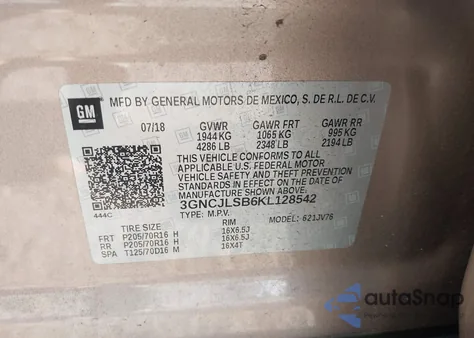 GM
MFD BY GENERAL MOTORS DE MEXICO, S. DE R.L. DE C.V.
07/18 GVWR GAWR FRT GAWR RR
1944 KG 1065 KG 995 KG
4286 LB 2348 LB 2194 LB
THIS VEHICLE CONFORMS TO ALL
APPLICABLE U.S. FEDERAL MOTOR
VEHICLE SAFETY, BUMPER, AND THEFT
PREVENTION STANDARDS IN EFFECT ON
THE DATE OF MANUFACTURE SHOWN ABOVE.
3GNCJLSB6KL128542
444C TYPE: M.P.V. MODEL: 621JV76
TIRE SIZE RIM
FRT P205/70R16 H 16X6.5J
RR P205/70R16 H 16X6.5J
SPA T125/70D16 M 16X4T
autoSnap